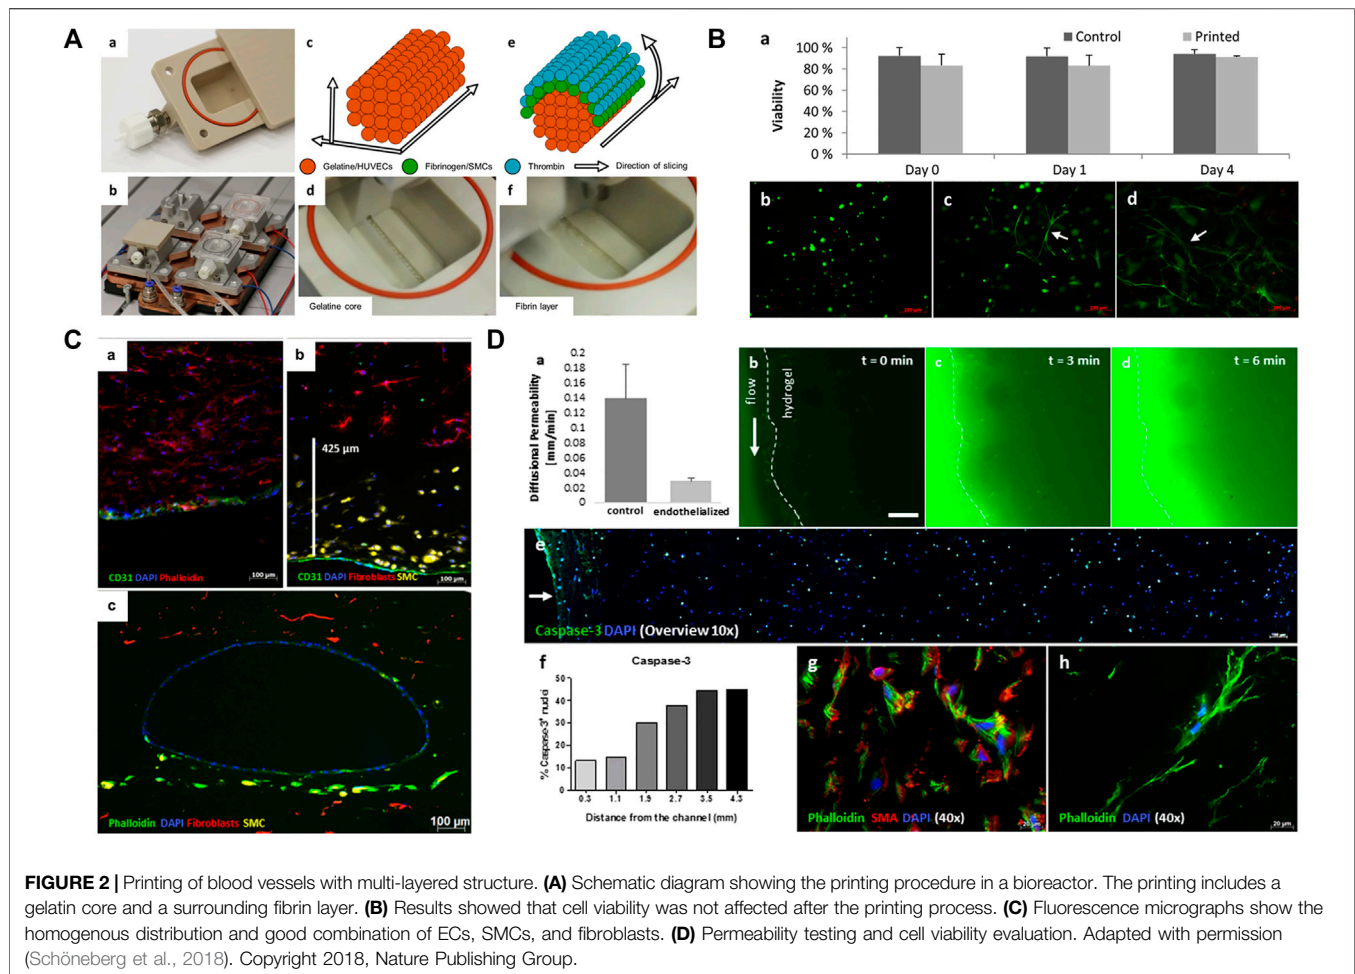 A
a
c
e
Gelatine/HUVECs
Fibrinogen/SMCs
Thrombin
Direction of slicing
b
d
f
Gelatine core
Fibrin layer
B
a
Control
Printed
Viability
100 %
80 %
60 %
40 %
20 %
0 %
Day 0
Day 1
Day 4
b
c
d
C
a
b
425 µm
CD31 DAPI Phalloidin
100 µm
CD31 DAPI Fibroblasts SMC
100 µm
c
Phalloidin DAPI Fibroblasts SMC
100 µm
D
a
Diffusional Permeability
[mm/min]
0.2
0.18
0.16
0.14
0.12
0.1
0.08
0.06
0.04
0.02
0
control
endothelialized
b
t = 0 min
flow
hydrogel
c
t = 3 min
d
t = 6 min
e
Caspase-3 DAPI (Overview 10x)
f
Caspase-3
% Caspase-3⁺ nuclei
50
40
30
20
10
0
0.3
1.1
1.9
2.7
3.5
4.3
Distance from the channel (mm)
g
Phalloidin SMA DAPI (40x)
20 µm
h
Phalloidin DAPI (40x)
20 µm
FIGURE 2 | Printing of blood vessels with multi-layered structure. (A) Schematic diagram showing the printing procedure in a bioreactor. The printing includes a
gelatin core and a surrounding fibrin layer. (B) Results showed that cell viability was not affected after the printing process. (C) Fluorescence micrographs show the
homogenous distribution and good combination of ECs, SMCs, and fibroblasts. (D) Permeability testing and cell viability evaluation. Adapted with permission
(Schöneberg et al., 2018). Copyright 2018, Nature Publishing Group.